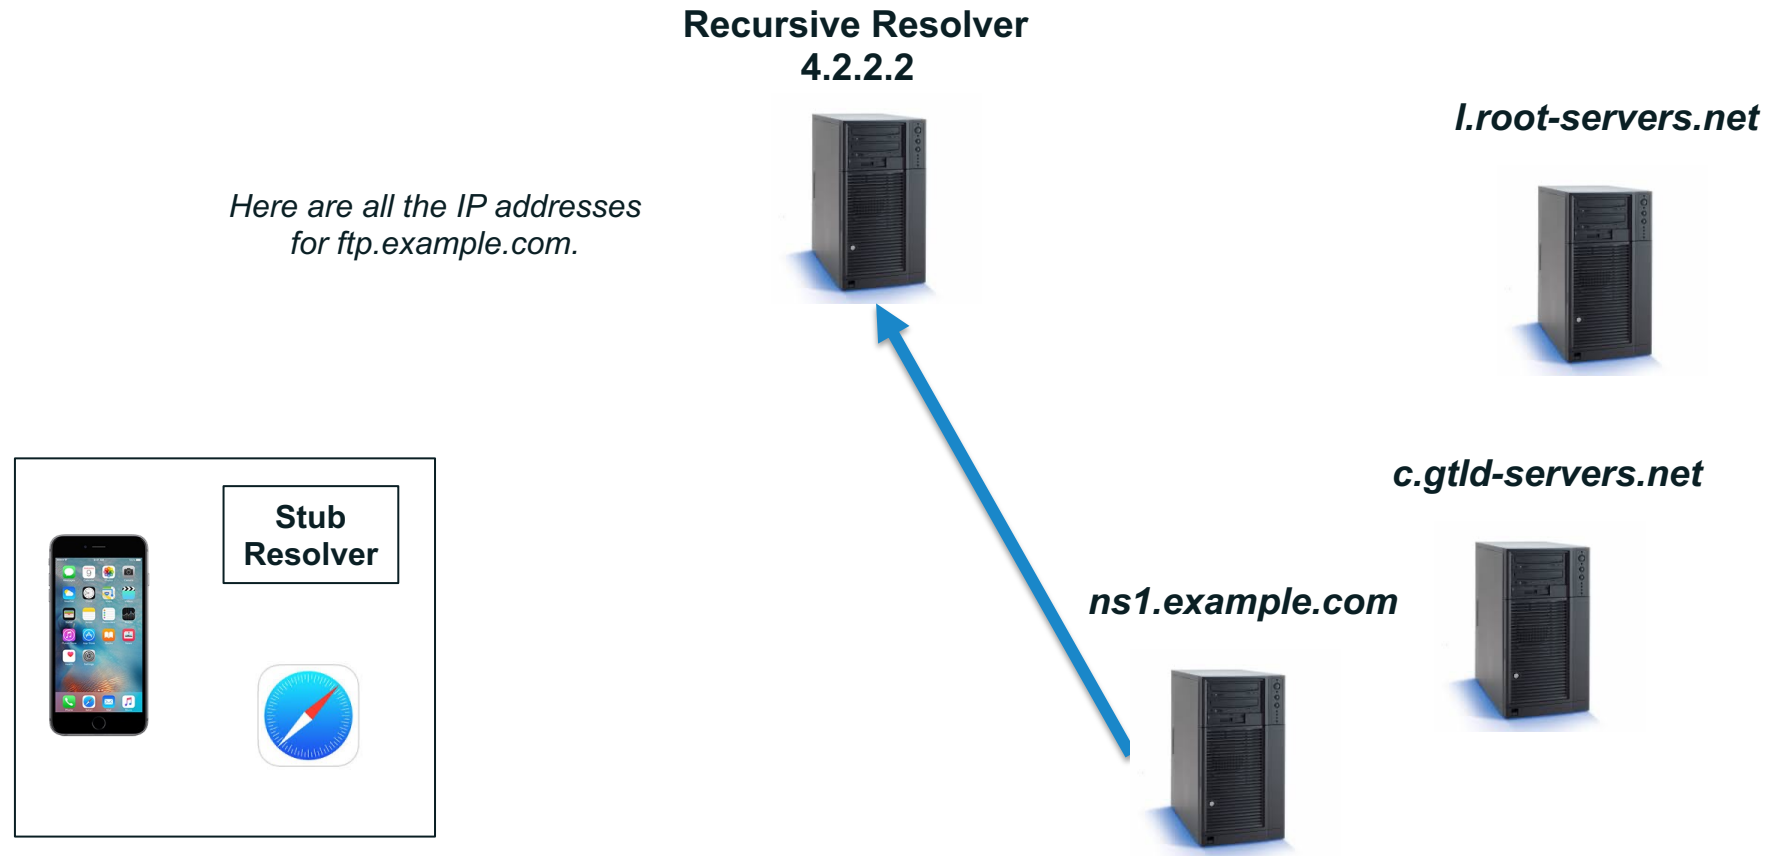 Recursive Resolver
4.2.2.2
l.root-servers.net
Here are all the IP addresses
for ftp.example.com.
c.gtld-servers.net
Stub
Resolver
ns1.example.com